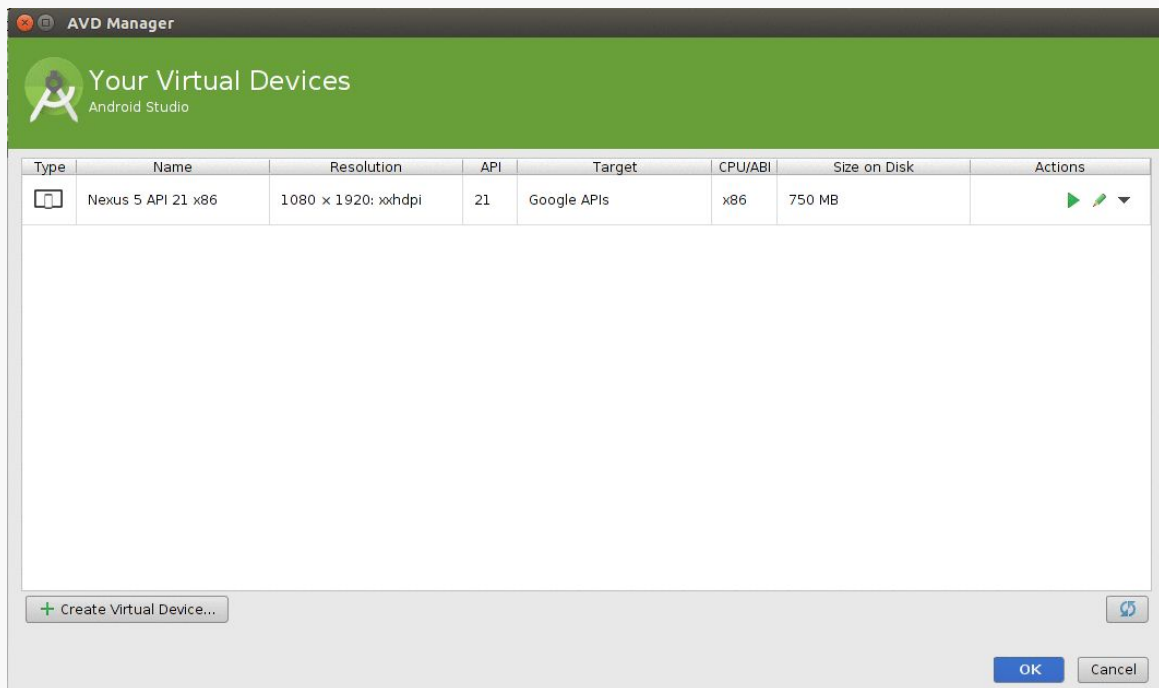 AVD Manager
Your Virtual Devices
Android Studio
Type Name Resolution API Target CPU/ABI Size on Disk Actions
Nexus 5 API 21 x86 1080 × 1920: xxhdpi 21 Google APIs x86 750 MB
Create Virtual Device...
OK Cancel